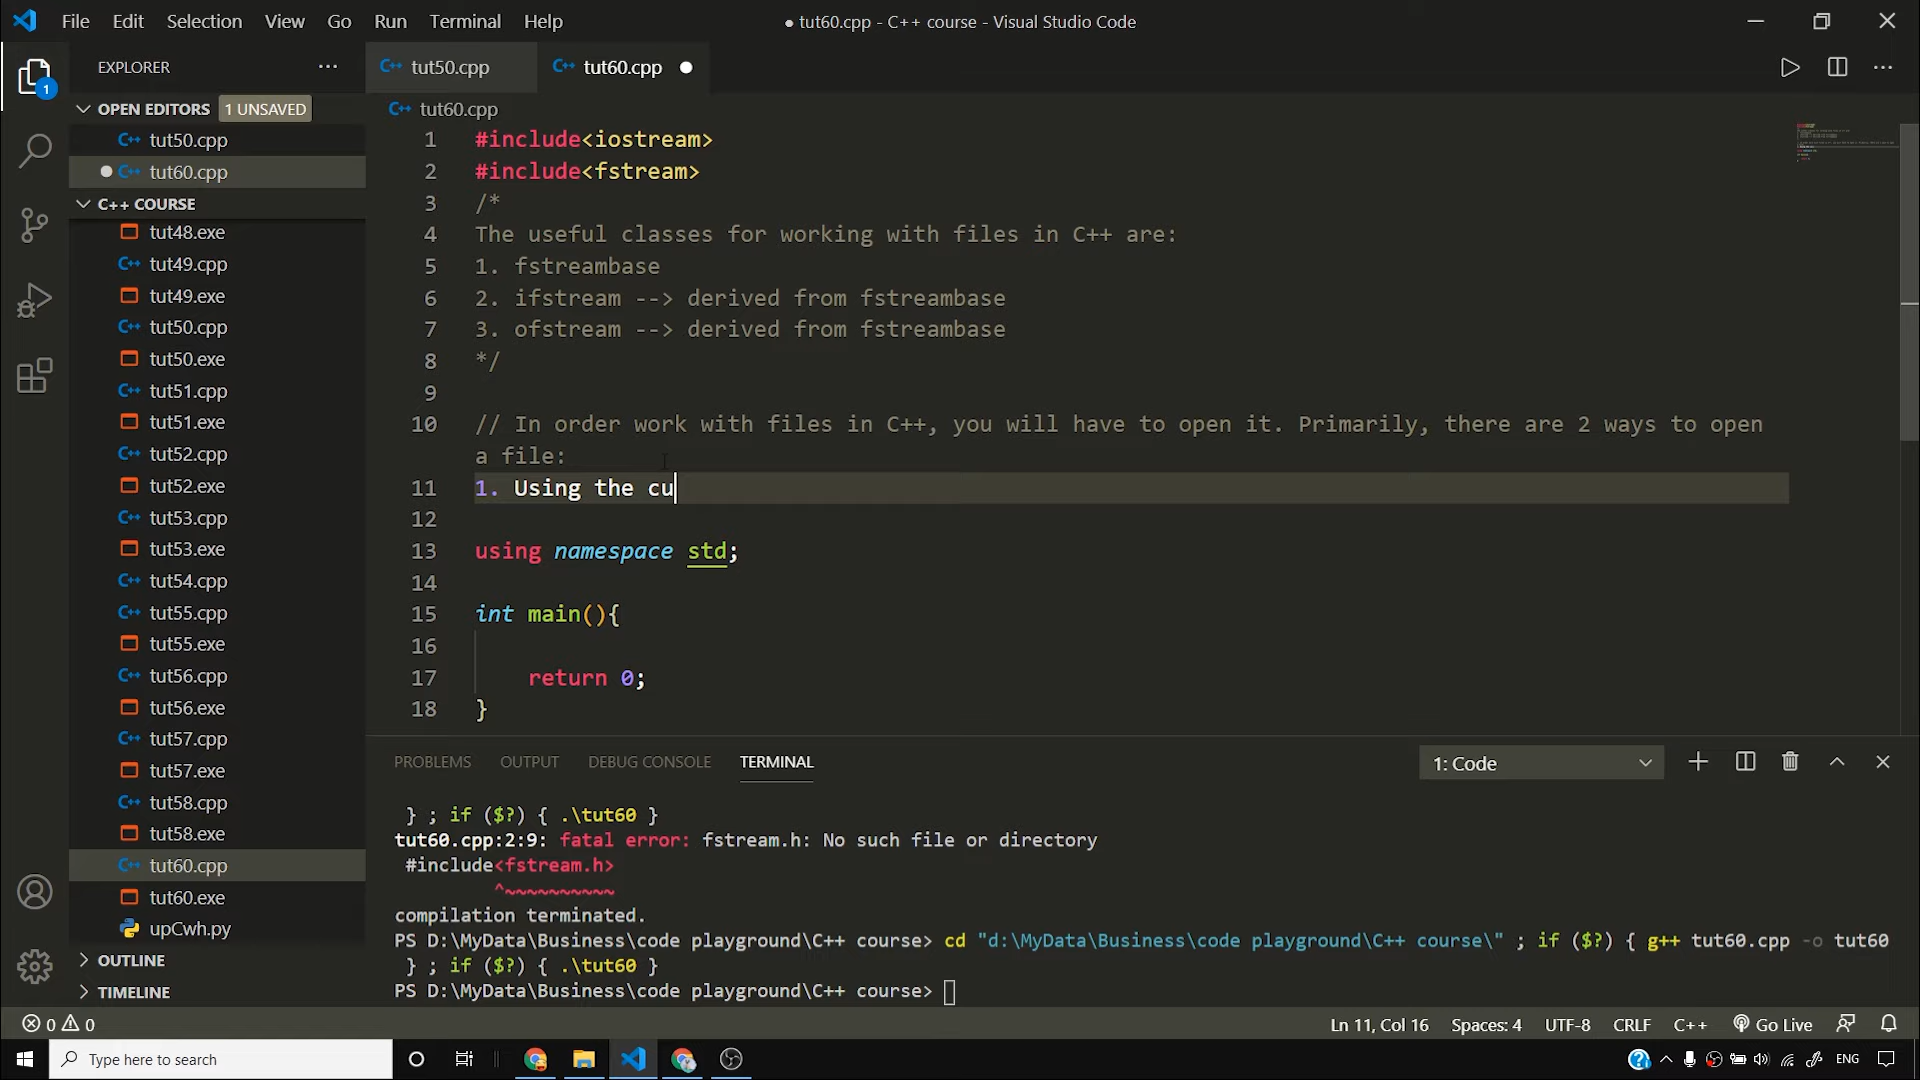 File Edit Selection View Go Run Terminal Help
● tut60.cpp - C++ course - Visual Studio Code
EXPLORER
1
OPEN EDITORS 1 UNSAVED
tut50.cpp
tut60.cpp
C++ COURSE
tut48.exe
tut49.cpp
tut49.exe
tut50.cpp
tut50.exe
tut51.cpp
tut51.exe
tut52.cpp
tut52.exe
tut53.cpp
tut53.exe
tut54.cpp
tut55.cpp
tut55.exe
tut56.cpp
tut56.exe
tut57.cpp
tut57.exe
tut58.cpp
tut58.exe
tut60.cpp
tut60.exe
upCwh.py
OUTLINE
TIMELINE
tut50.cpp tut60.cpp
tut60.cpp
1 #include<iostream>
2 #include<fstream>
3 /*
4 The useful classes for working with files in C++ are:
5 1. fstreambase
6 2. ifstream --> derived from fstreambase
7 3. ofstream --> derived from fstreambase
8 */
9
10 // In order work with files in C++, you will have to open it. Primarily, there are 2 ways to open
a file:
11 1. Using the cu
12
13 using namespace std;
14
15 int main(){
16
17 return 0;
18 }
PROBLEMS OUTPUT DEBUG CONSOLE TERMINAL
1: Code
} ; if ($?) { .\tut60 }
tut60.cpp:2:9: fatal error: fstream.h: No such file or directory
#include<fstream.h>
^~~~~~~~~~~
compilation terminated.
PS D:\MyData\Business\code playground\C++ course> cd "d:\MyData\Business\code playground\C++ course\" ; if ($?) { g++ tut60.cpp -o tut60
} ; if ($?) { .\tut60 }
PS D:\MyData\Business\code playground\C++ course>
0 0
Ln 11, Col 16 Spaces: 4 UTF-8 CRLF C++ Go Live
Type here to search
ENG